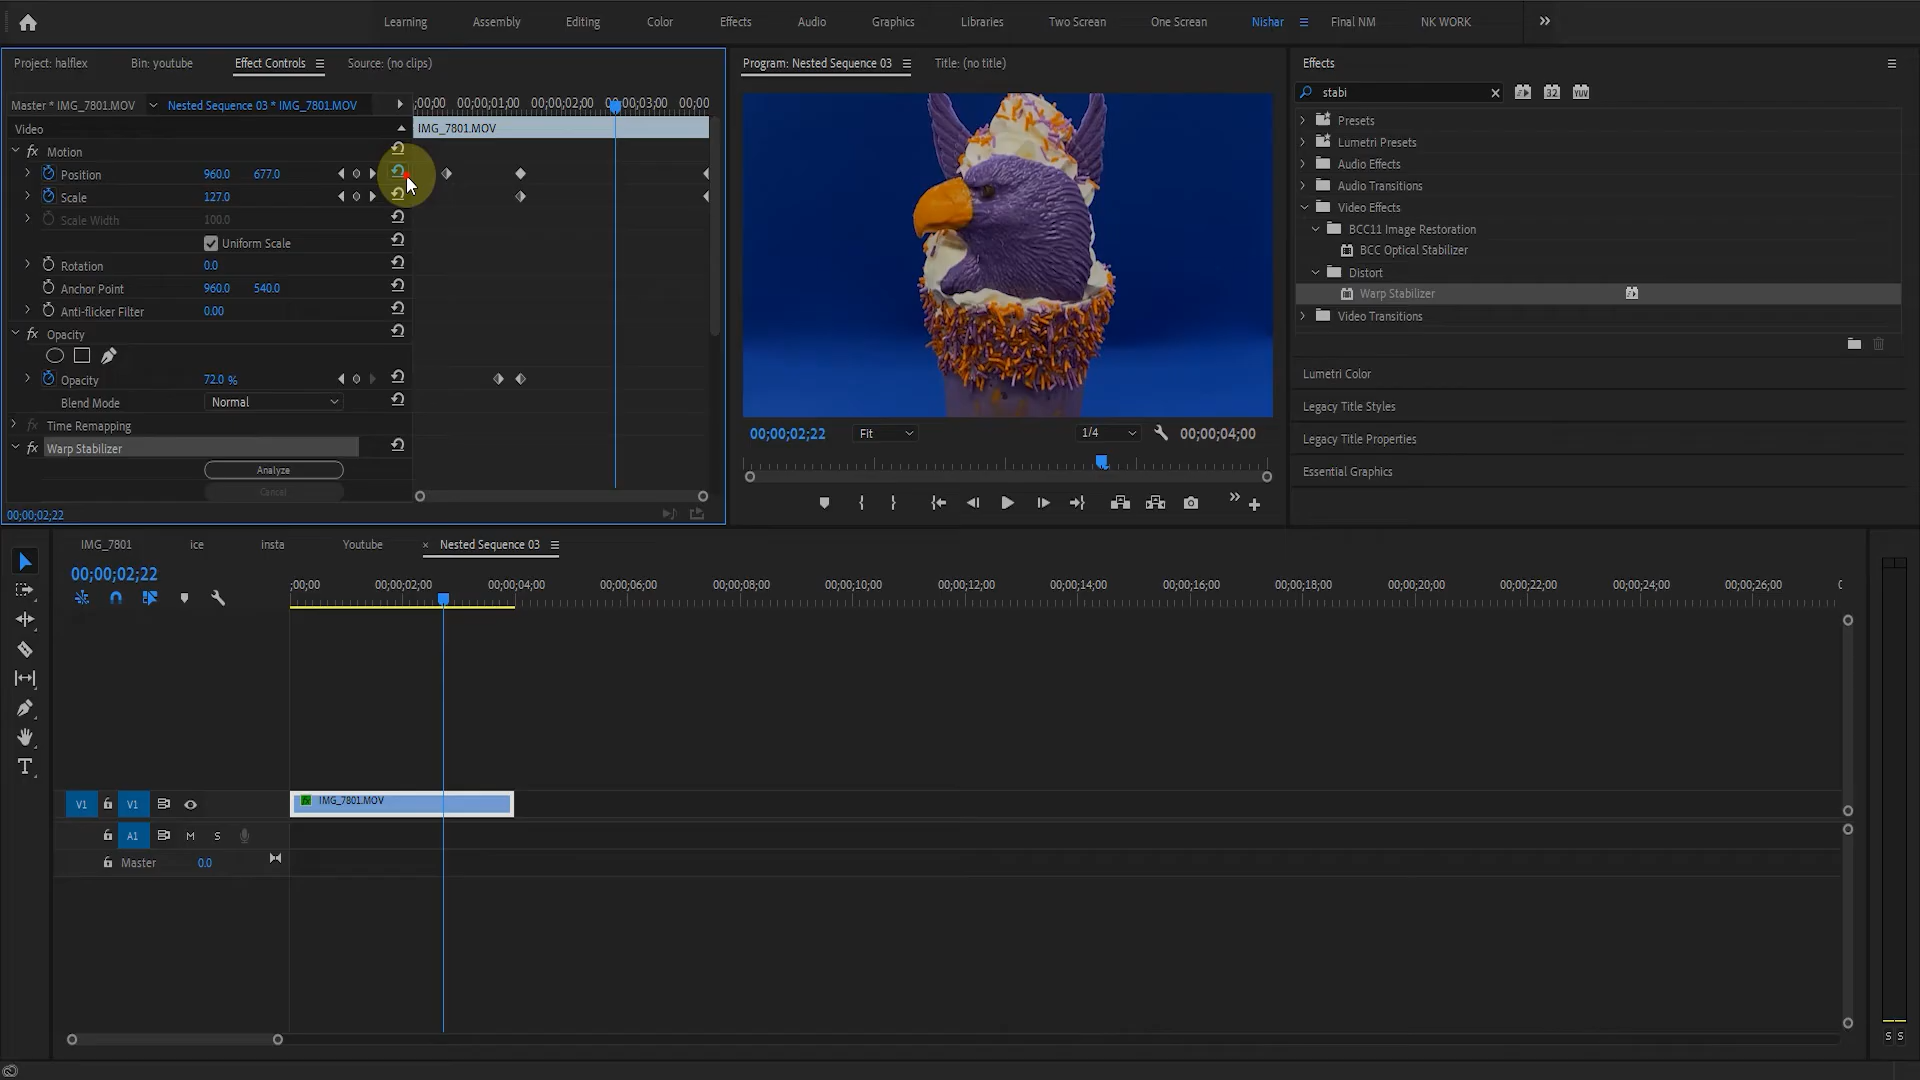 Learning Assembly Editing Color Effects Audio Graphics Libraries Two Screan One Screan Nishar Final NM NK WORK
Project: halflex Bin: youtube Effect Controls Source: (no clips)
Master * IMG_7801.MOV Nested Sequence 03 * IMG_7801.MOV
;00;00 00;00;01;00 00;00;02;00 00;00;03;00 00;00
Video
IMG_7801.MOV
fx Motion
Position 960.0 677.0
Scale 127.0
Scale Width 100.0
Uniform Scale
Rotation 0.0
Anchor Point 960.0 540.0
Anti-flicker Filter 0.00
fx Opacity
Opacity 72.0 %
Blend Mode Normal
fx Time Remapping
fx Warp Stabilizer
Analyze
Cancel
00;00;02;22
Program: Nested Sequence 03 Title: (no title)
00;00;02;22 Fit 1/4 00;00;04;00
Effects
stabi
32 YUV
Presets
Lumetri Presets
Audio Effects
Audio Transitions
Video Effects
BCC11 Image Restoration
BCC Optical Stabilizer
Distort
Warp Stabilizer
Video Transitions
Lumetri Color
Legacy Title Styles
Legacy Title Properties
Essential Graphics
IMG_7801 ice insta Youtube × Nested Sequence 03
00;00;02;22
;00;00 00;00;02;00 00;00;04;00 00;00;06;00 00;00;08;00 00;00;10;00 00;00;12;00 00;00;14;00 00;00;16;00 00;00;18;00 00;00;20;00 00;00;22;00 00;00;24;00 00;00;26;00
V1 V1
fx IMG_7801.MOV
A1 M S
Master 0.0
T
S S